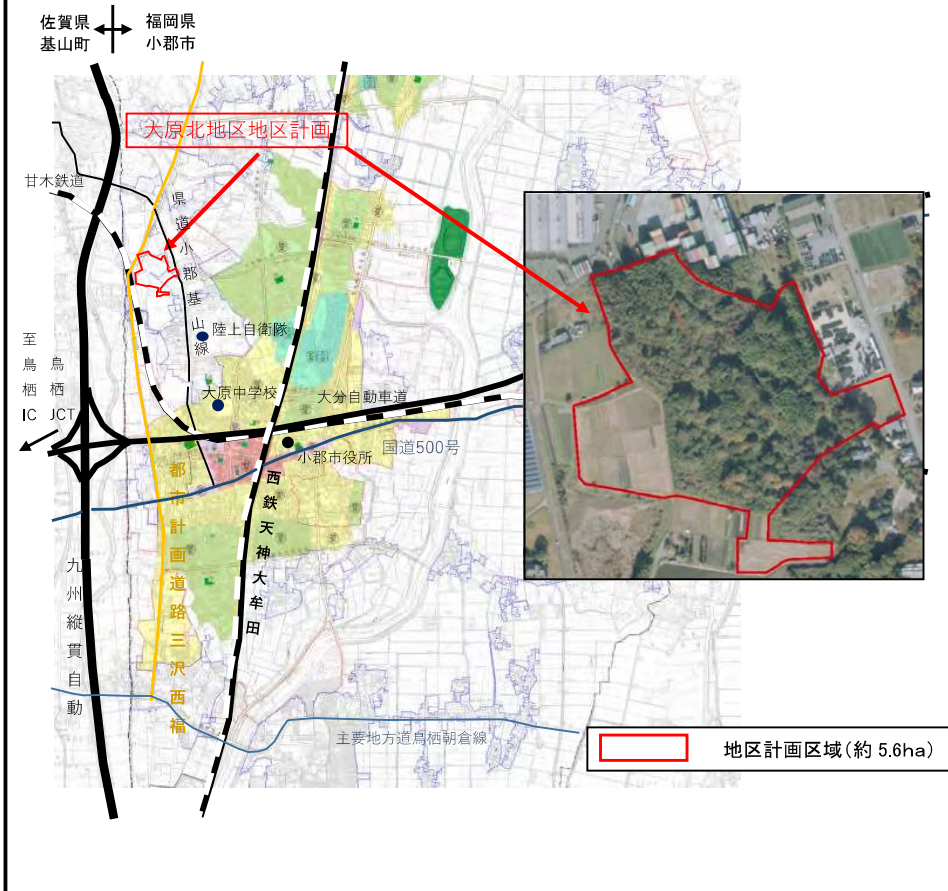 佐賀県
基山町
福岡県
小郡市
大原北地区地区計画
甘木鉄道
県道小郡基山線
陸上自衛隊
至鳥栖IC
鳥栖JCT
大原中学校
大分自動車道
国道500号
小郡市役所
西鉄天神大牟田
都市計画道路三沢西福
九州縦貫自動
主要地方道鳥栖朝倉線
地区計画区域(約 5.6ha)